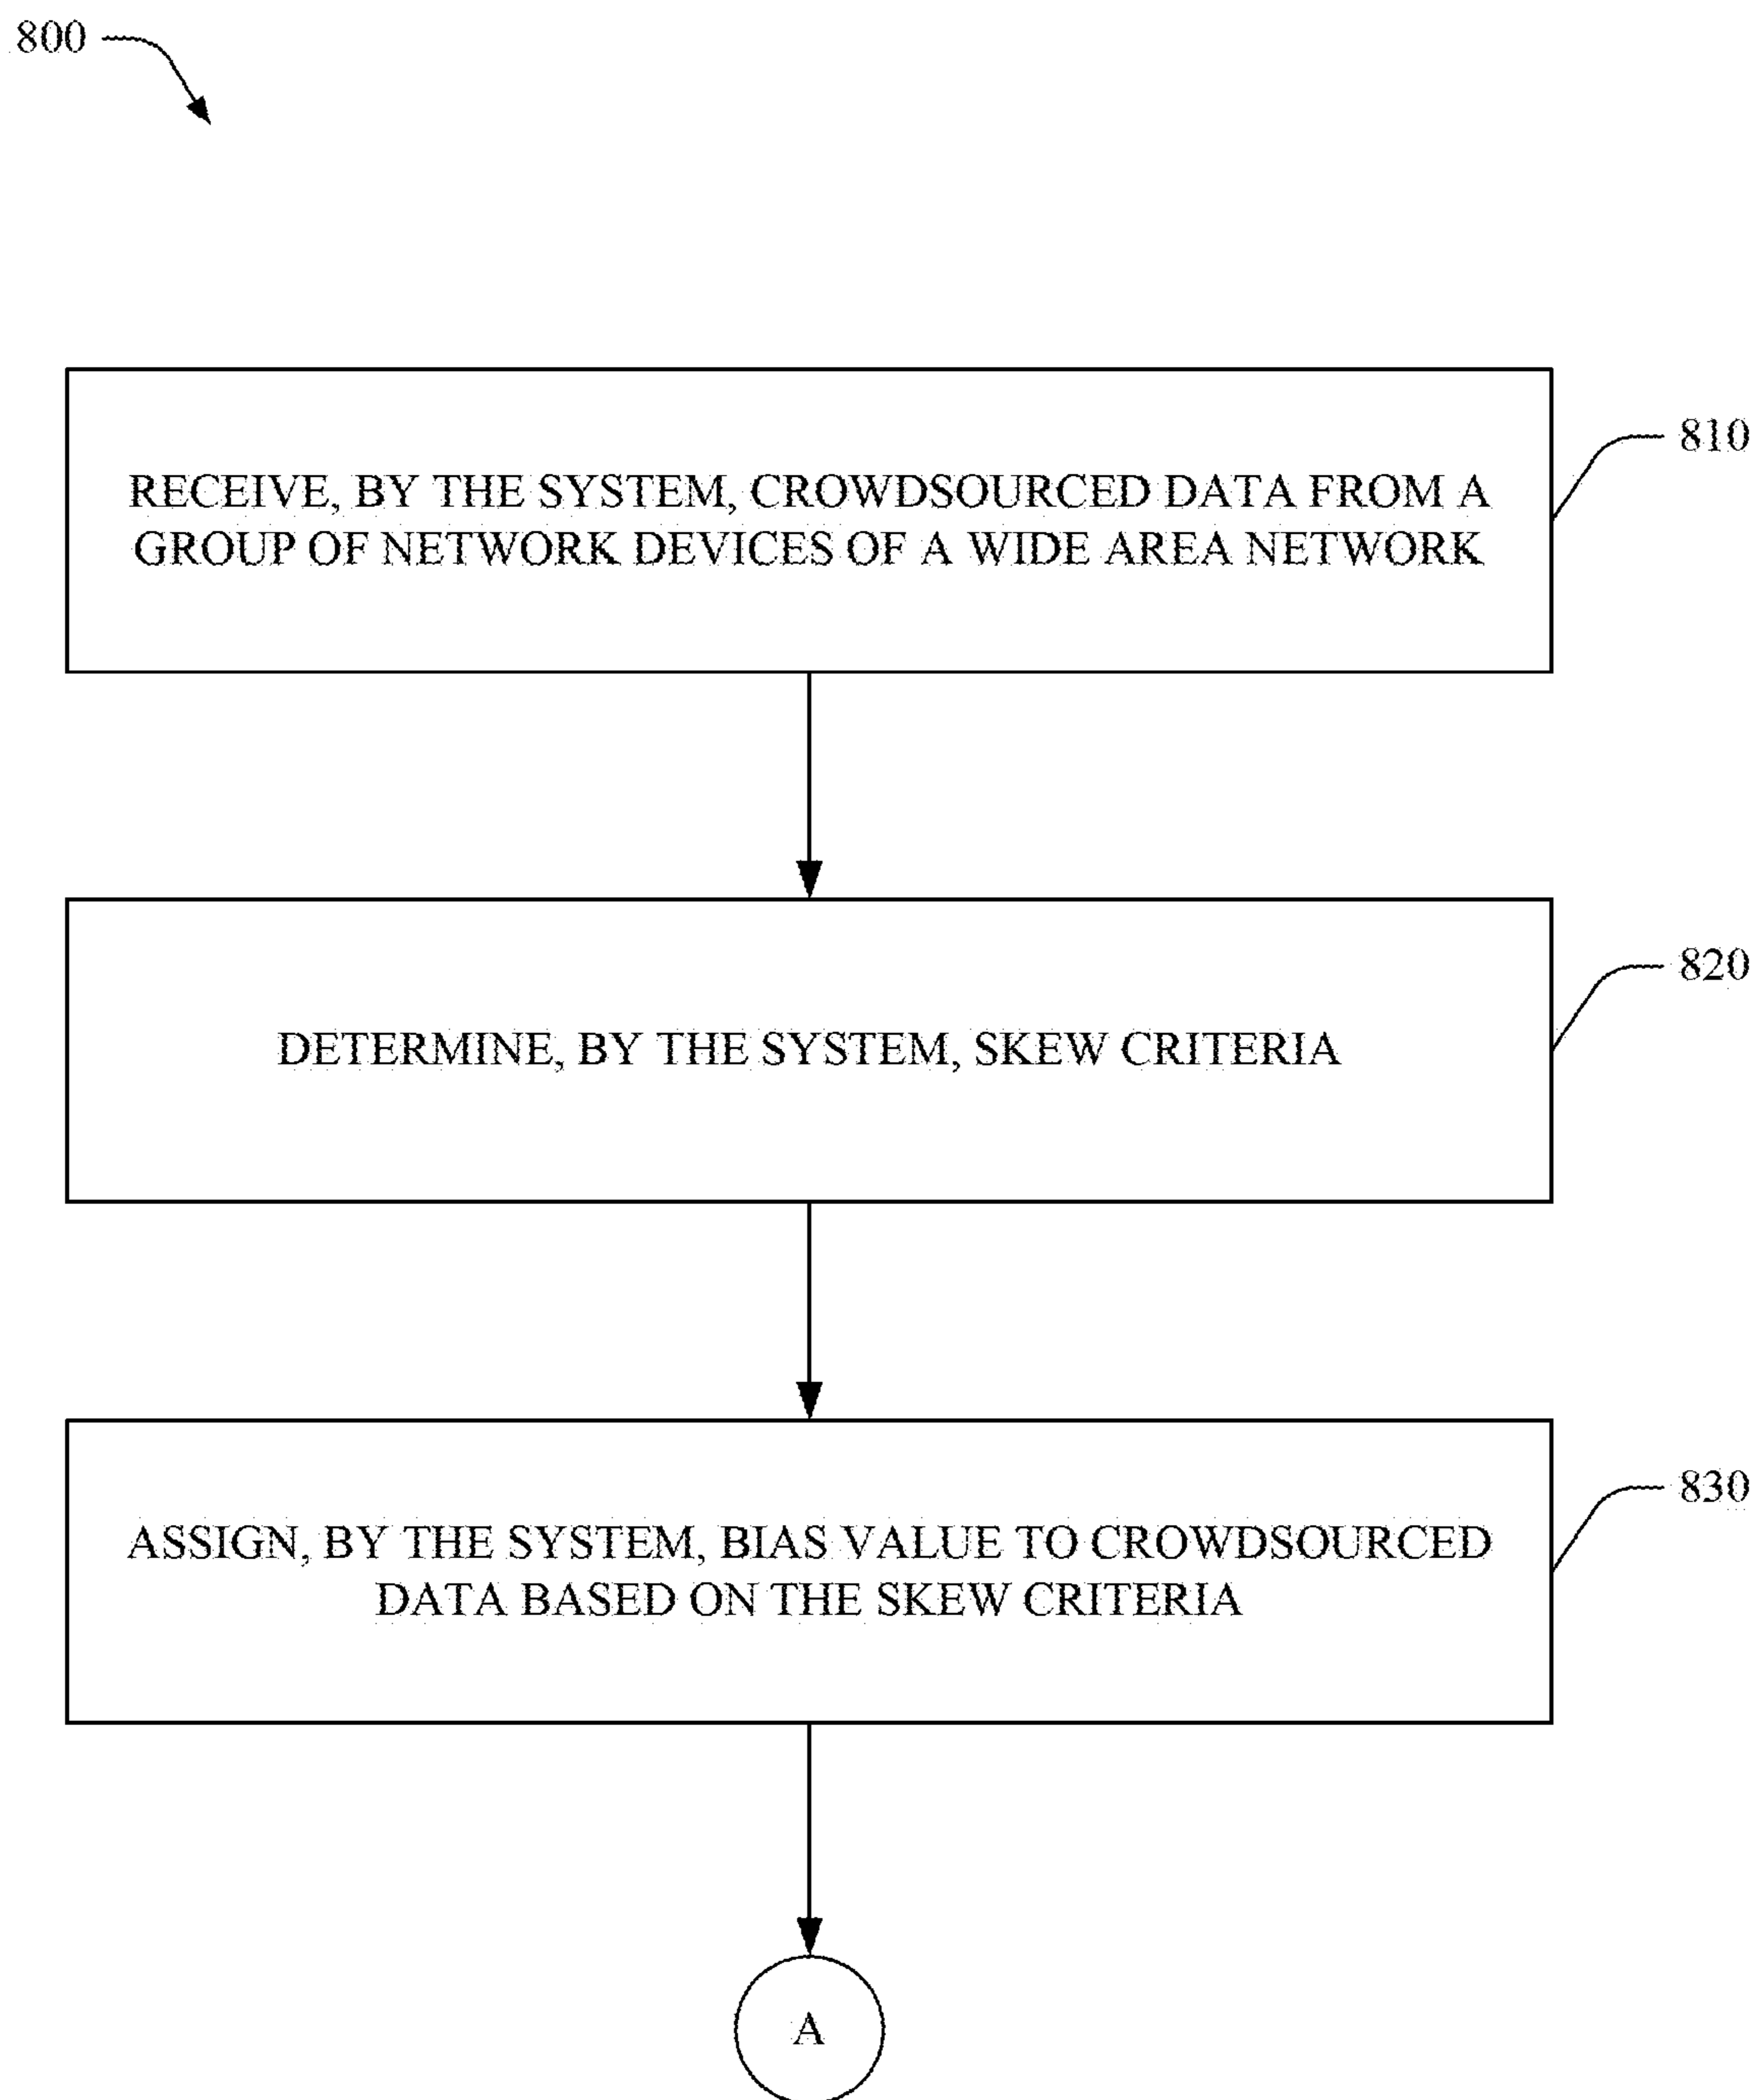 800
RECEIVE, BY THE SYSTEM, CROWDSOURCED DATA FROM A
GROUP OF NETWORK DEVICES OF A WIDE AREA NETWORK
810
DETERMINE, BY THE SYSTEM, SKEW CRITERIA
820
ASSIGN, BY THE SYSTEM, BIAS VALUE TO CROWDSOURCED
DATA BASED ON THE SKEW CRITERIA
830
A